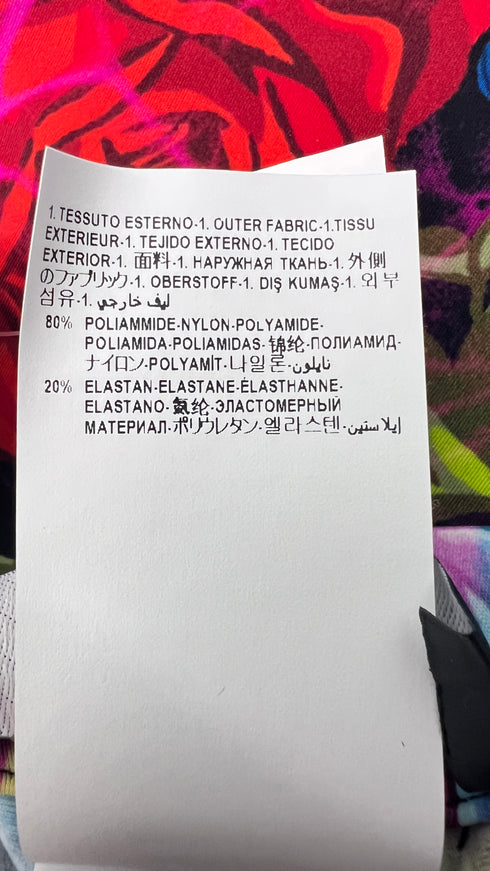 1. TESSUTO ESTERNO-1. OUTER FABRIC-1.TISSU
EXTERIEUR-1. TEJIDO EXTERNO-1. TECIDO
EXTERIOR-1. 面料-1. НАРУЖНАЯ ТКАНЬ-1. 外側
のファブリック-1. OBERSTOFF-1. DIŞ KUMAŞ-1. 외부
섬유-1. ليف خارجي
80% POLIAMMIDE-NYLON-POLYAMIDE-
POLIAMIDA-POLIAMIDAS-锦纶-ПОЛИАМИД-
ナイロン-POLYAMİT-나일론-نايلون
20% ELASTAN-ELASTANE-ÉLASTHANNE-
ELASTANO-氨纶-ЭЛАСТОМЕРНЫЙ
МАТЕРИАЛ-ポリウレタン-엘라스텐-إيلاستين